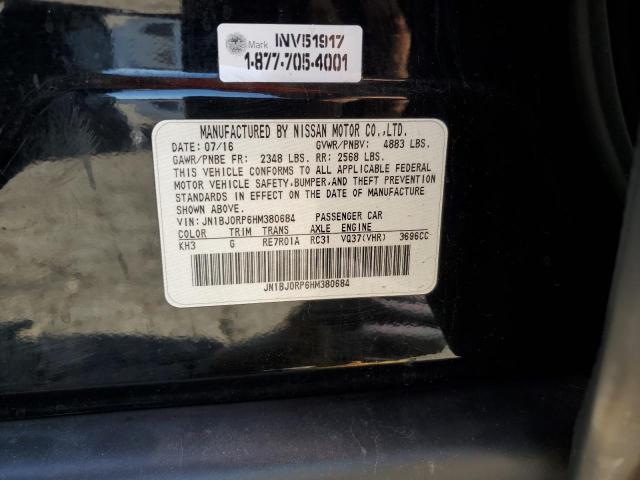 Mark INV51917
1-877-705-4001
MANUFACTURED BY NISSAN MOTOR CO.,LTD.
DATE: 07/16 GVWR/PNBV: 4883 LBS.
GAWR/PNBE FR: 2348 LBS. RR: 2568 LBS.
THIS VEHICLE CONFORMS TO ALL APPLICABLE FEDERAL
MOTOR VEHICLE SAFETY,BUMPER,AND THEFT PREVENTION
STANDARDS IN EFFECT ON THE DATE OF MANUFACTURE
SHOWN ABOVE.
VIN: JN1BJ0RP6HM380684 PASSENGER CAR
COLOR TRIM TRANS AXLE ENGINE
KH3 G RE7R01A RC31 VQ37(VHR) 3696CC
JN1BJ0RP6HM380684